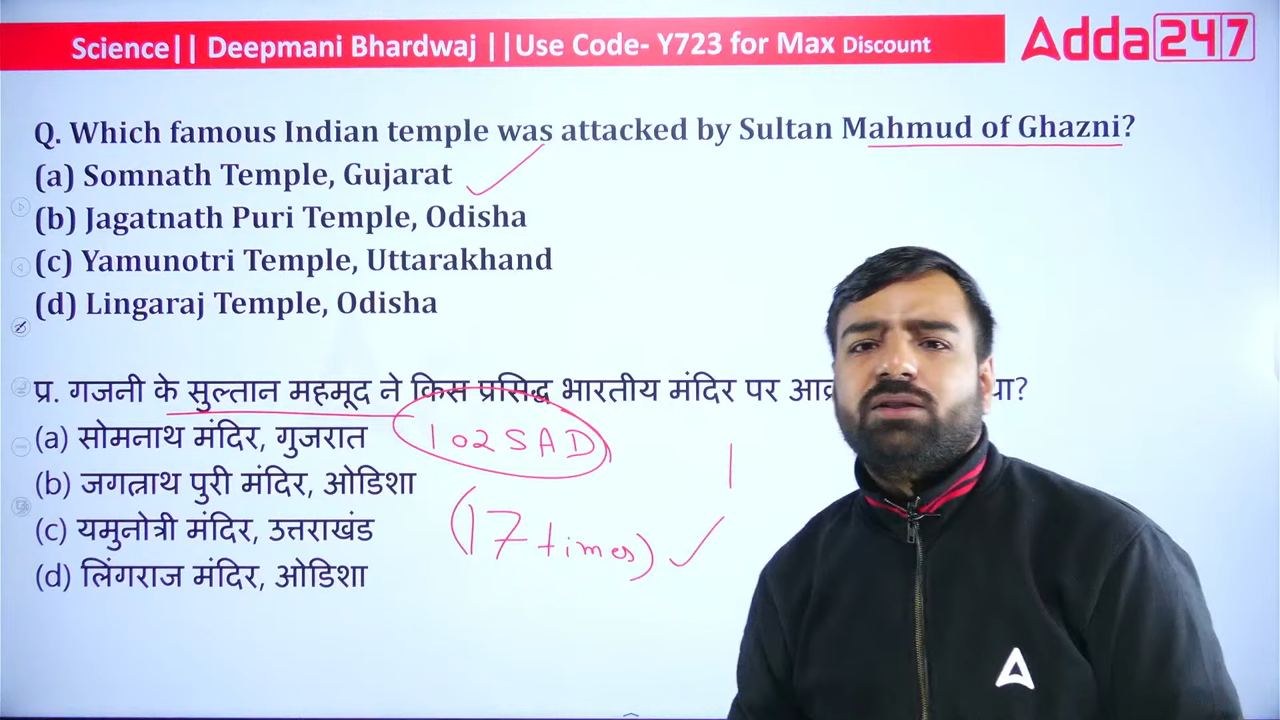 Science|| Deepmani Bhardwaj ||Use Code- Y723 for Max Discount
Adda247
Q. Which famous Indian temple was attacked by Sultan Mahmud of Ghazni?
(a) Somnath Temple, Gujarat
(b) Jagatnath Puri Temple, Odisha
(c) Yamunotri Temple, Uttarakhand
(d) Lingaraj Temple, Odisha
प्र. गजनी के सुल्तान महमूद ने किस प्रसिद्ध भारतीय मंदिर पर
(a) सोमनाथ मंदिर, गुजरात
1025 AD
(b) जगन्नाथ पुरी मंदिर, ओडिशा
(c) यमुनोत्री मंदिर, उत्तराखंड
(17 times)
(d) लिंगराज मंदिर, ओडिशा